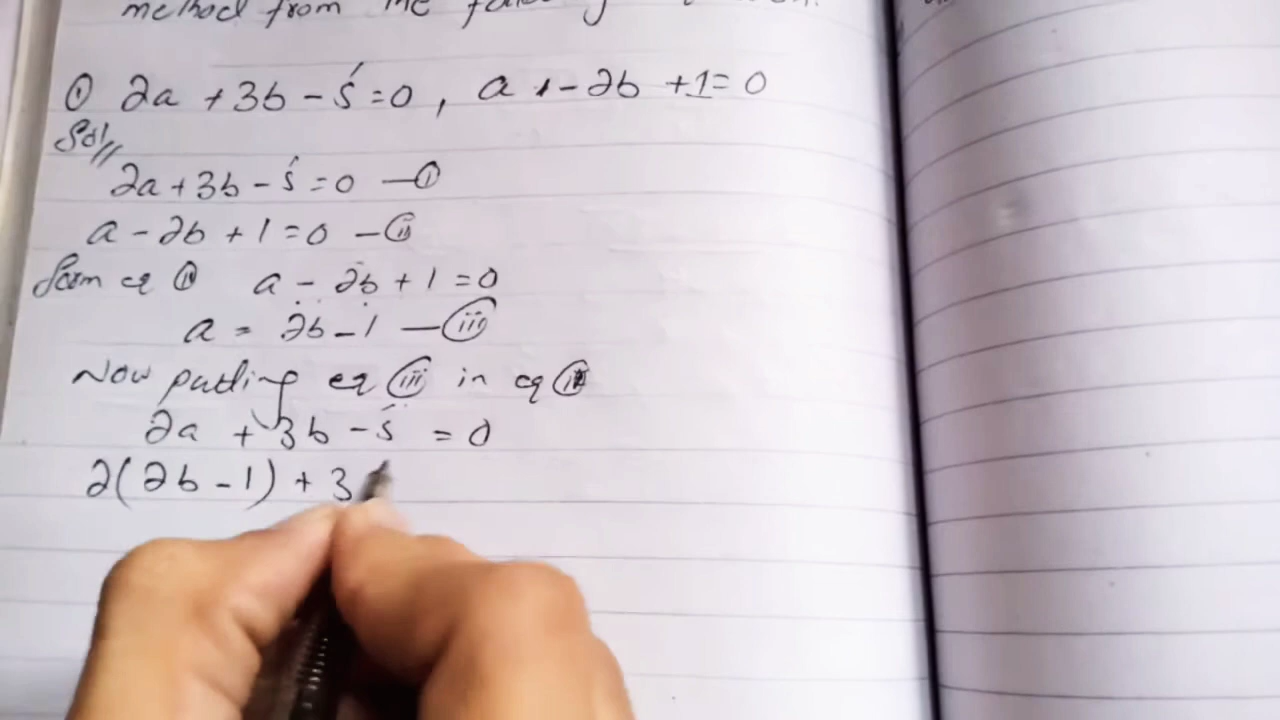 method from the
① 2a + 3b - 5 = 0 , a - 2b + 1 = 0
Sol//
2a + 3b - 5 = 0 — ①
a - 2b + 1 = 0 — ⅱ
form eq ⅱ a - 2b + 1 = 0
a = 2b - 1 — ⅲ
Now putting eq ⅲ in eq
2a + 3b - 5 = 0
2(2b - 1) + 3